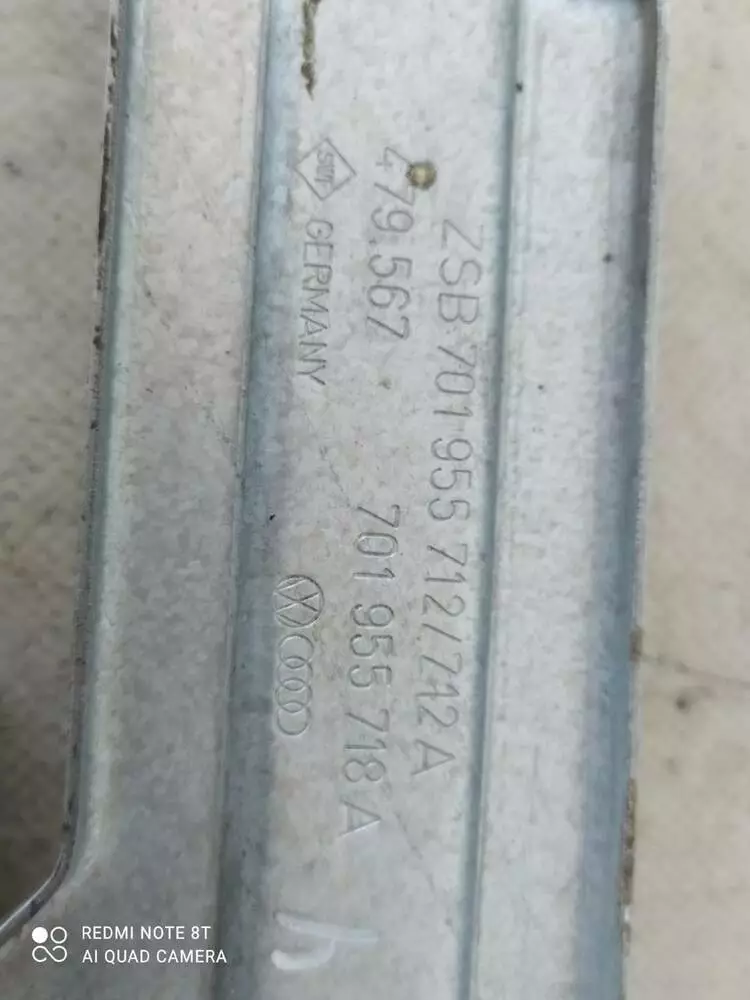 ZSB 701 955 712/712 A
479.567 701 955 718 A
SWF GERMANY
REDMI NOTE 8T
AI QUAD CAMERA